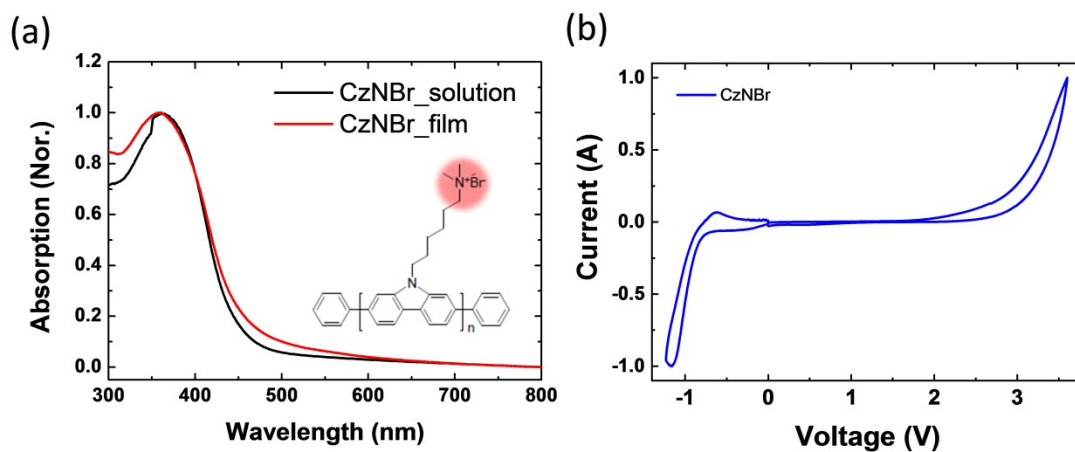 (a)
1.2
1.0
0.8
0.6
0.4
0.2
0.0
Absorption (Nor.)
300 400 500 600 700 800
Wavelength (nm)
CzNBr_solution
CzNBr_film
N⁺Br⁻
N
n
(b)
1.0
0.5
0.0
-0.5
-1.0
Current (A)
-1 0 1 2 3
Voltage (V)
CzNBr